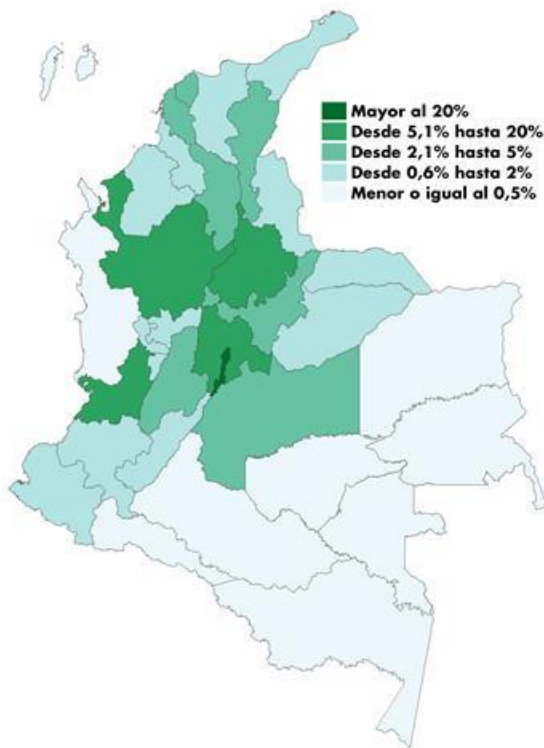 Mayor al 20%
Desde 5,1% hasta 20%
Desde 2,1% hasta 5%
Desde 0,6% hasta 2%
Menor o igual al 0,5%